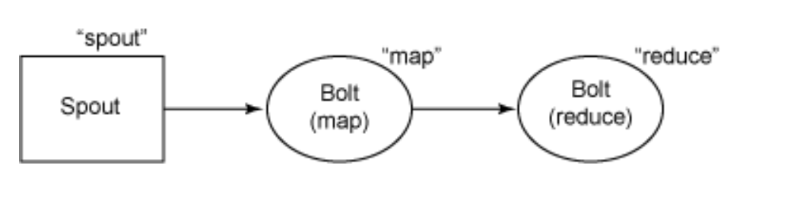 “spout”
Spout
“map”
Bolt
(map)
“reduce”
Bolt
(reduce)